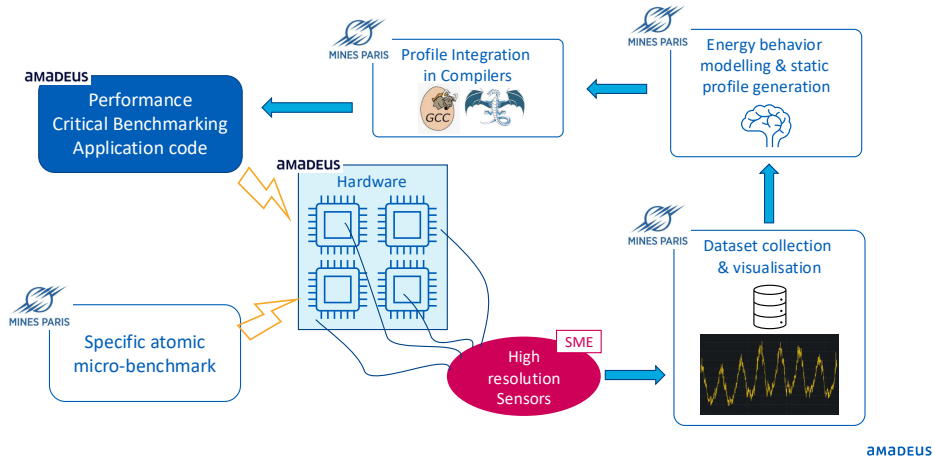 MINES PARIS
Energy behavior
modelling & static
profile generation
MINES PARIS
Profile Integration
in Compilers
GCC
amadeus
Performance
Critical Benchmarking
Application code
amadeus
Hardware
MINES PARIS
Specific atomic
micro-benchmark
SME
High
resolution
Sensors
MINES PARIS
Dataset collection
& visualisation
amadeus